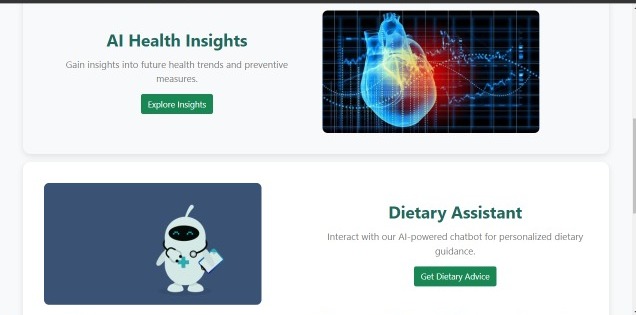 AI Health Insights
Gain insights into future health trends and preventive
measures.
Explore Insights
Dietary Assistant
Interact with our AI-powered chatbot for personalized dietary
guidance.
Get Dietary Advice